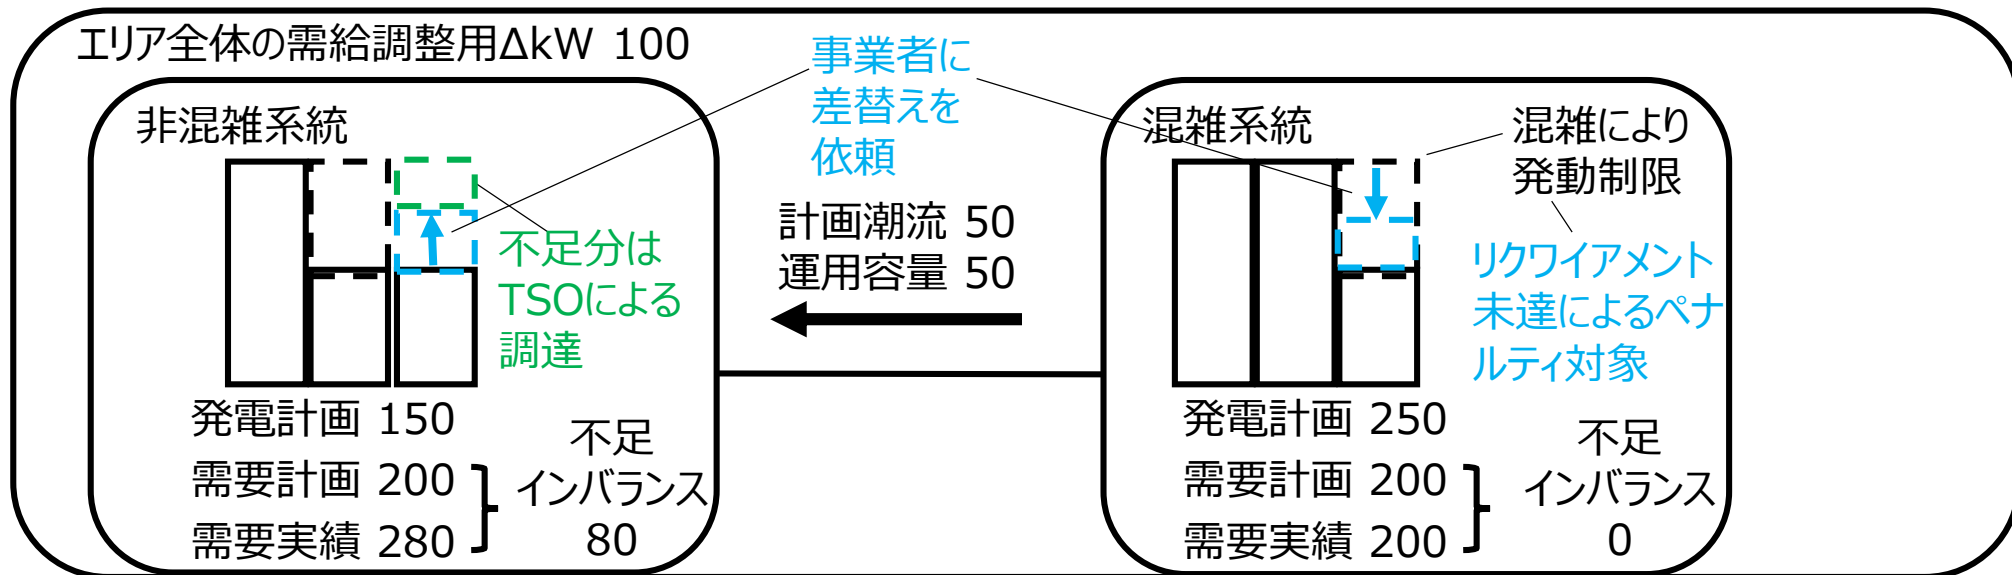 エリア全体の需給調整用ΔkW 100
非混雑系統
不足分は
TSOによる
調達
発電計画 150
需要計画 200
需要実績 280
不足
インバランス
80
事業者に
差替えを
依頼
計画潮流 50
運用容量 50
混雑系統
混雑により
発動制限
リクワイアメント
未達によるペナ
ルティ対象
発電計画 250
需要計画 200
需要実績 200
不足
インバランス
0